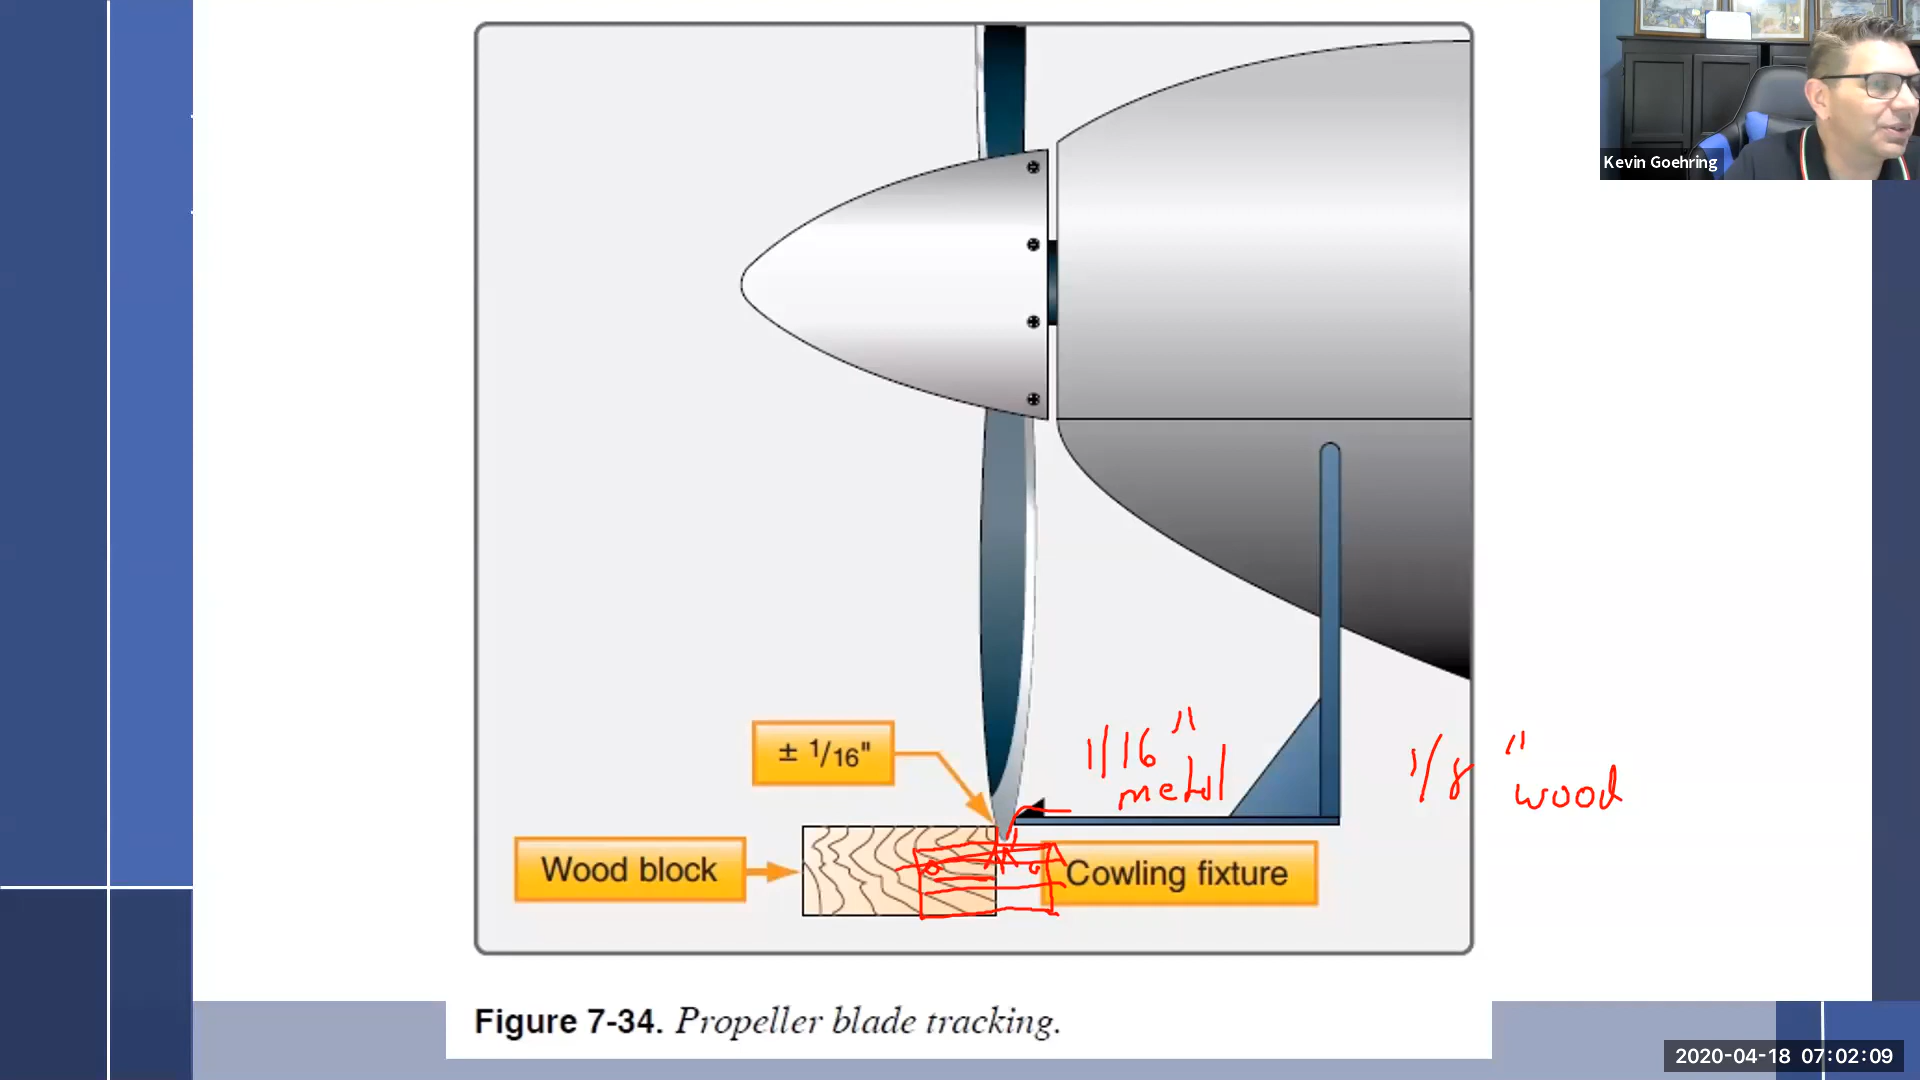 Kevin Goehring
± 1/16"
1/16" metal
1/8" wood
Wood block
Cowling fixture
Figure 7-34. Propeller blade tracking.
2020-04-18 07:02:09